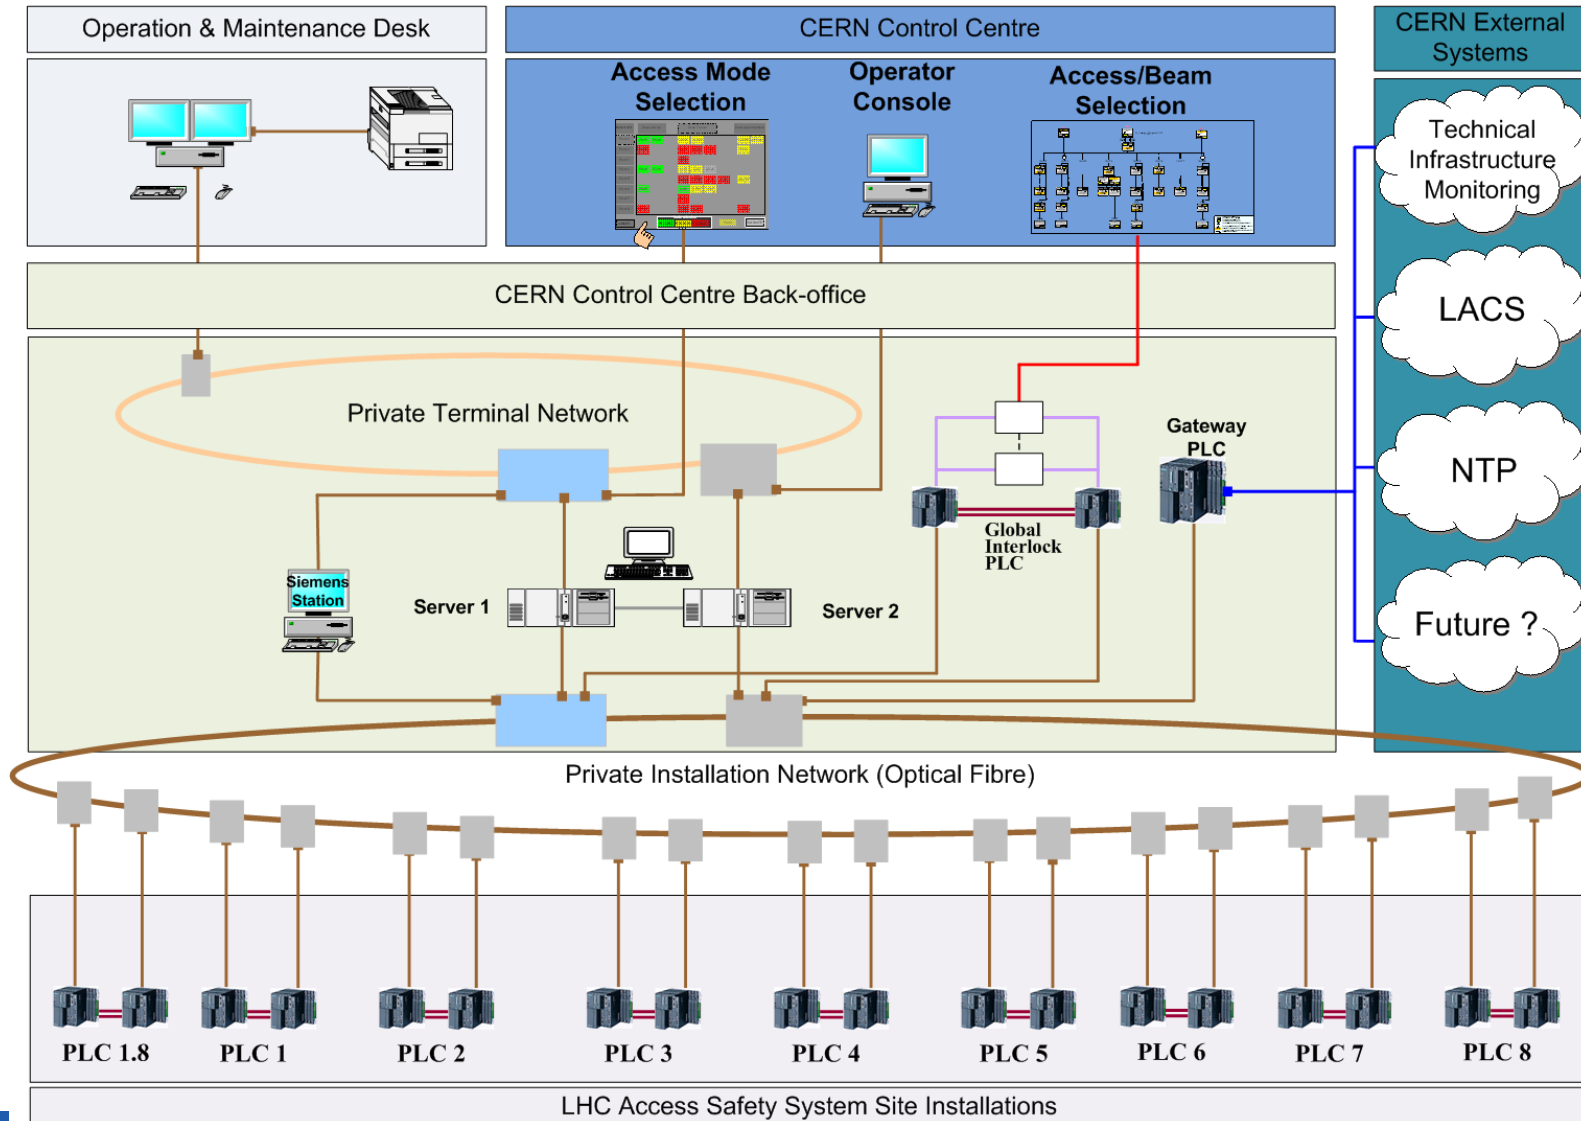 Operation & Maintenance Desk
CERN Control Centre
CERN External
Systems
Access Mode
Selection
Operator
Console
Access/Beam
Selection
Technical
Infrastructure
Monitoring
CERN Control Centre Back-office
LACS
Private Terminal Network
Gateway
PLC
NTP
Global
Interlock
PLC
Siemens
Station
Server 1
Server 2
Future ?
Private Installation Network (Optical Fibre)
PLC 1.8
PLC 1
PLC 2
PLC 3
PLC 4
PLC 5
PLC 6
PLC 7
PLC 8
LHC Access Safety System Site Installations